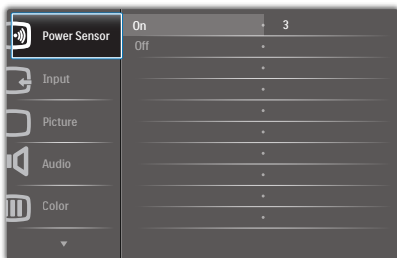 Power Sensor
On 3
Off
Input
Picture
Audio
Color